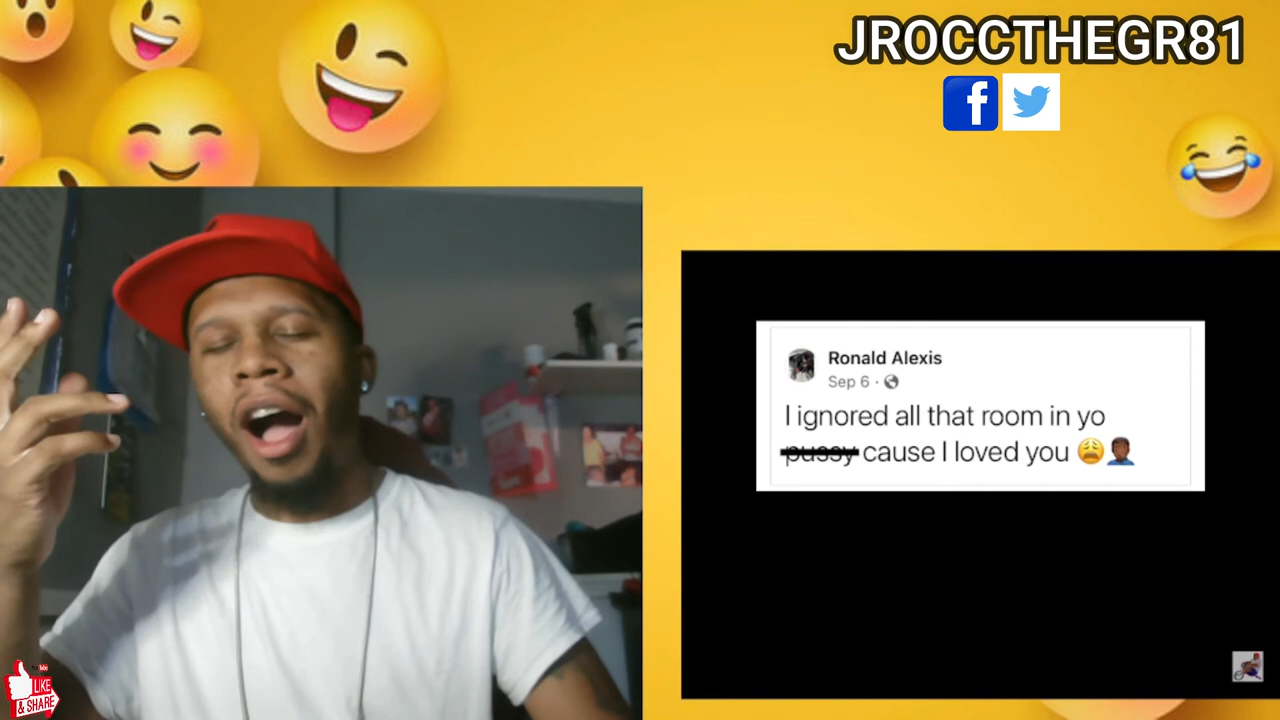 JROCCTHEGR81
Ronald Alexis
Sep 6 ·
I ignored all that room in yo
pussy cause I loved you 😩🤦🏾‍♂️
LIKE
& SHARE